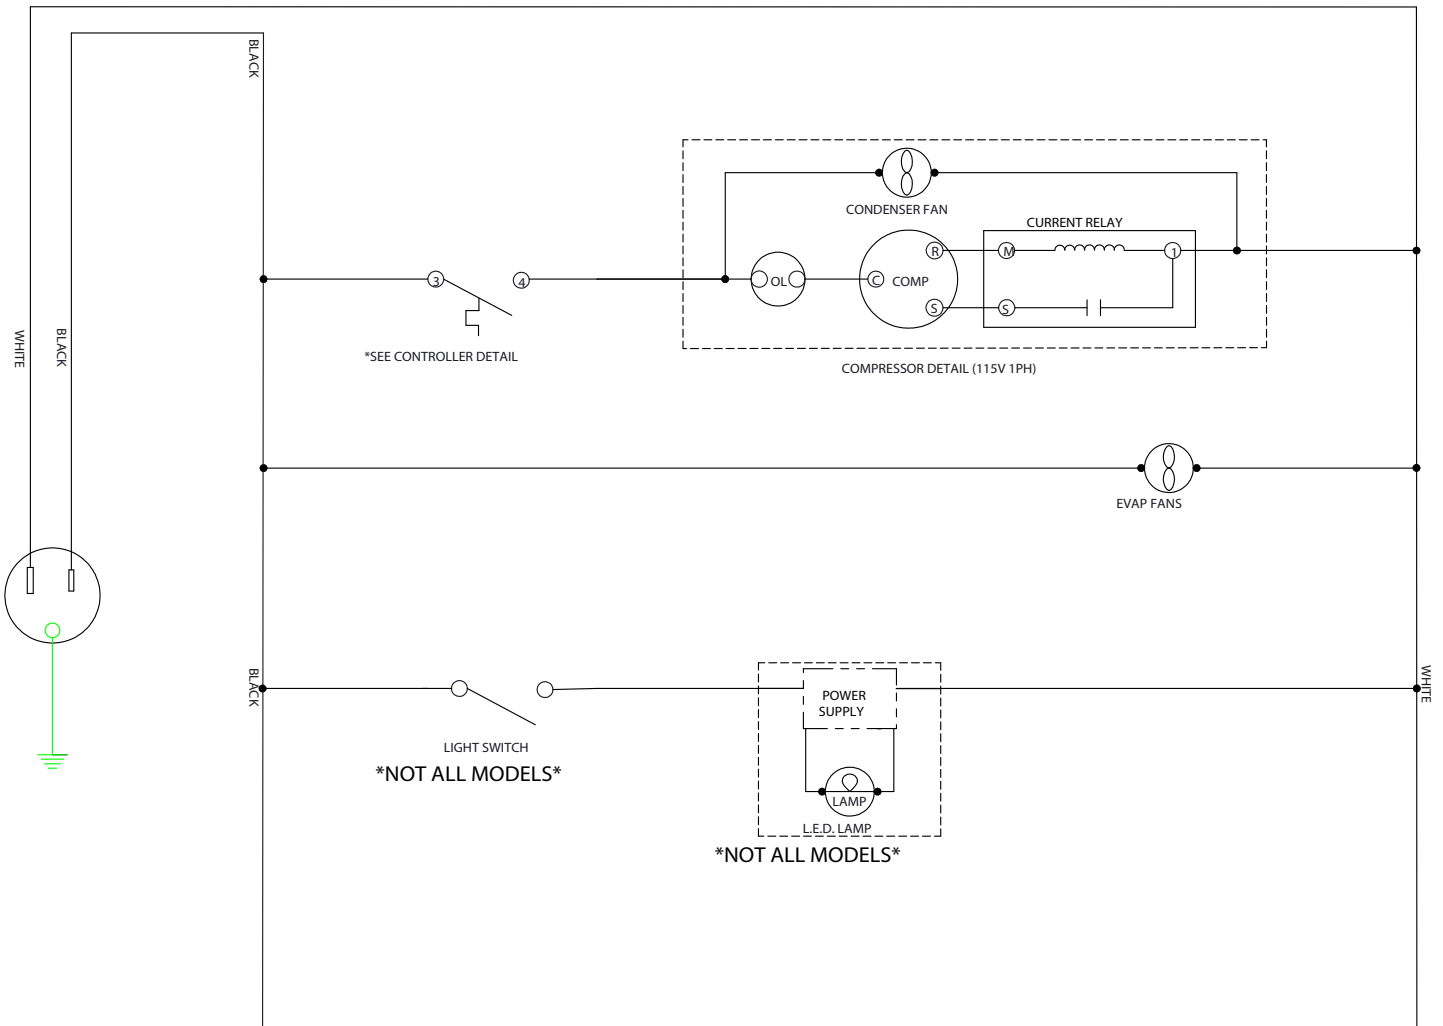 BLACK
CONDENSER FAN
CURRENT RELAY
R
M
1
3
4
OL
C
COMP
S
S
WHITE
BLACK
*SEE CONTROLLER DETAIL
COMPRESSOR DETAIL (115V 1PH)
EVAP FANS
BLACK
WHITE
POWER
SUPPLY
LIGHT SWITCH
*NOT ALL MODELS*
LAMP
L.E.D. LAMP
*NOT ALL MODELS*